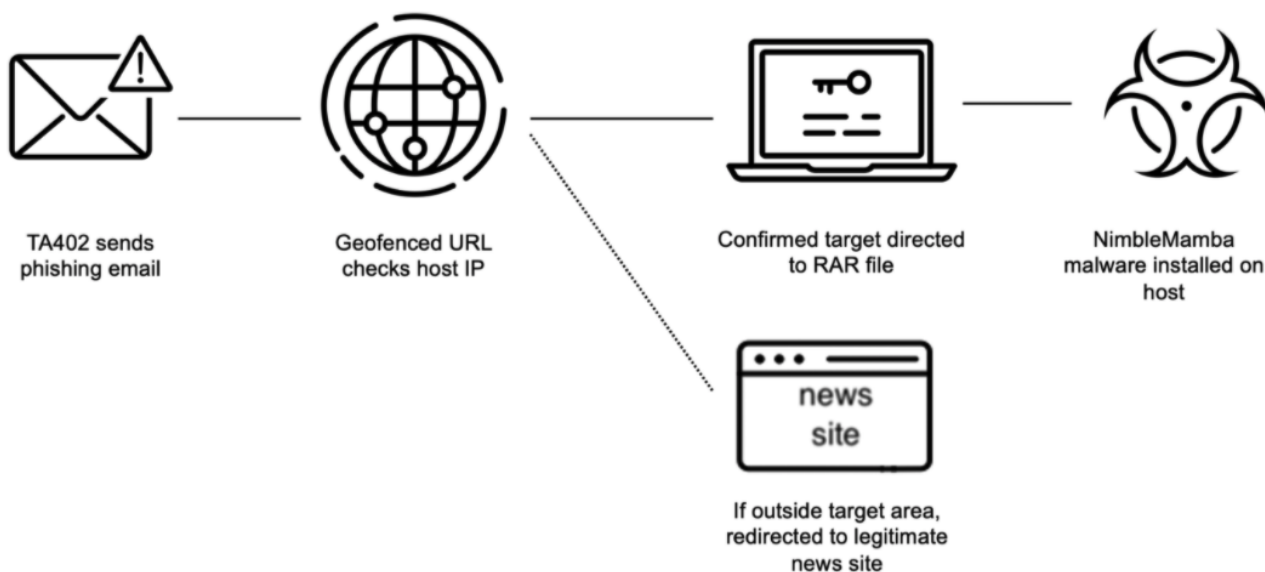 TA402 sends
phishing email
Geofenced URL
checks host IP
Confirmed target directed
to RAR file
NimbleMamba
malware installed on
host
news
site
If outside target area,
redirected to legitimate
news site